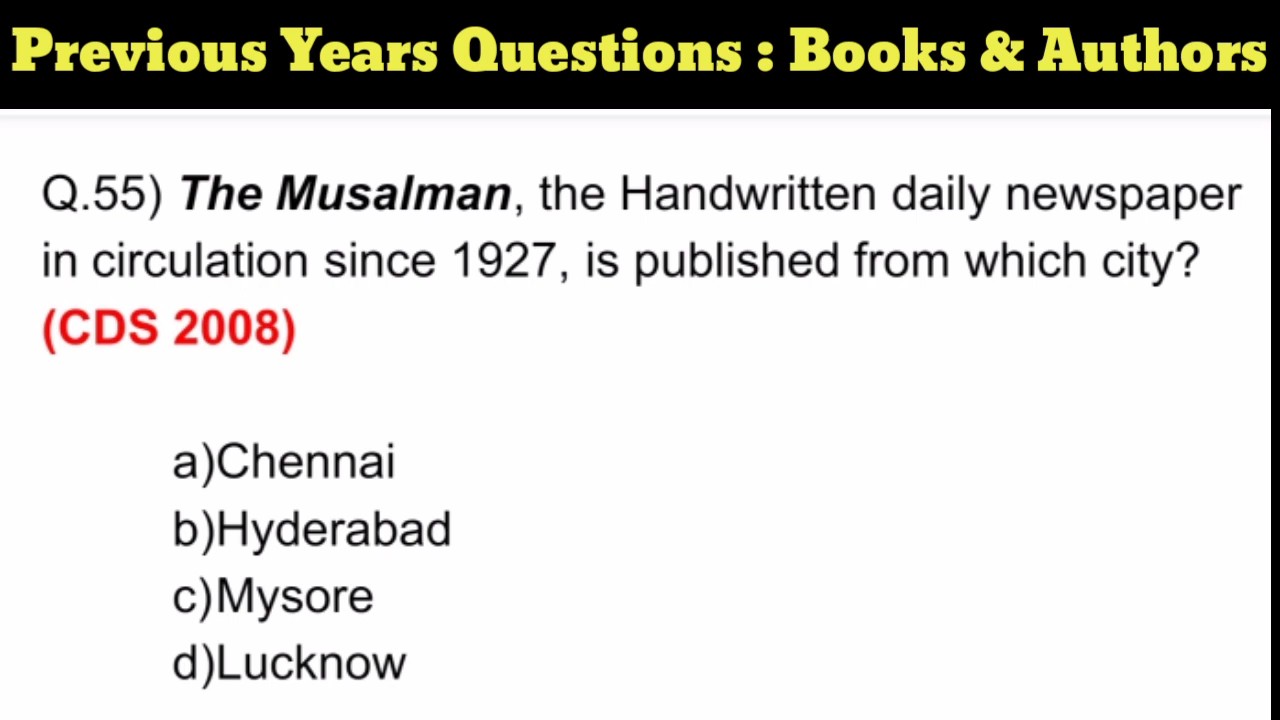 Previous Years Questions : Books & Authors
Q.55) The Musalman, the Handwritten daily newspaper
in circulation since 1927, is published from which city?
(CDS 2008)
a)Chennai
b)Hyderabad
c)Mysore
d)Lucknow